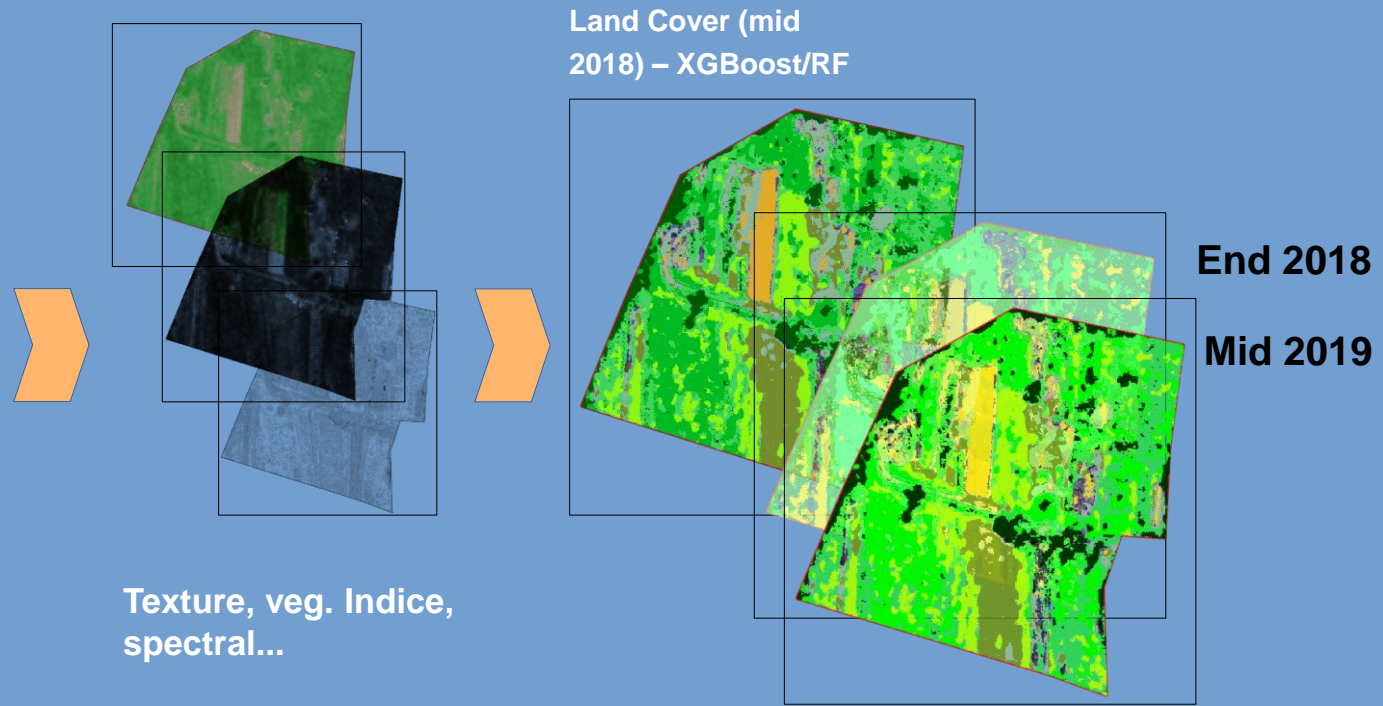 Land Cover (mid
2018) – XGBoost/RF
End 2018
Mid 2019
Texture, veg. Indice,
spectral...